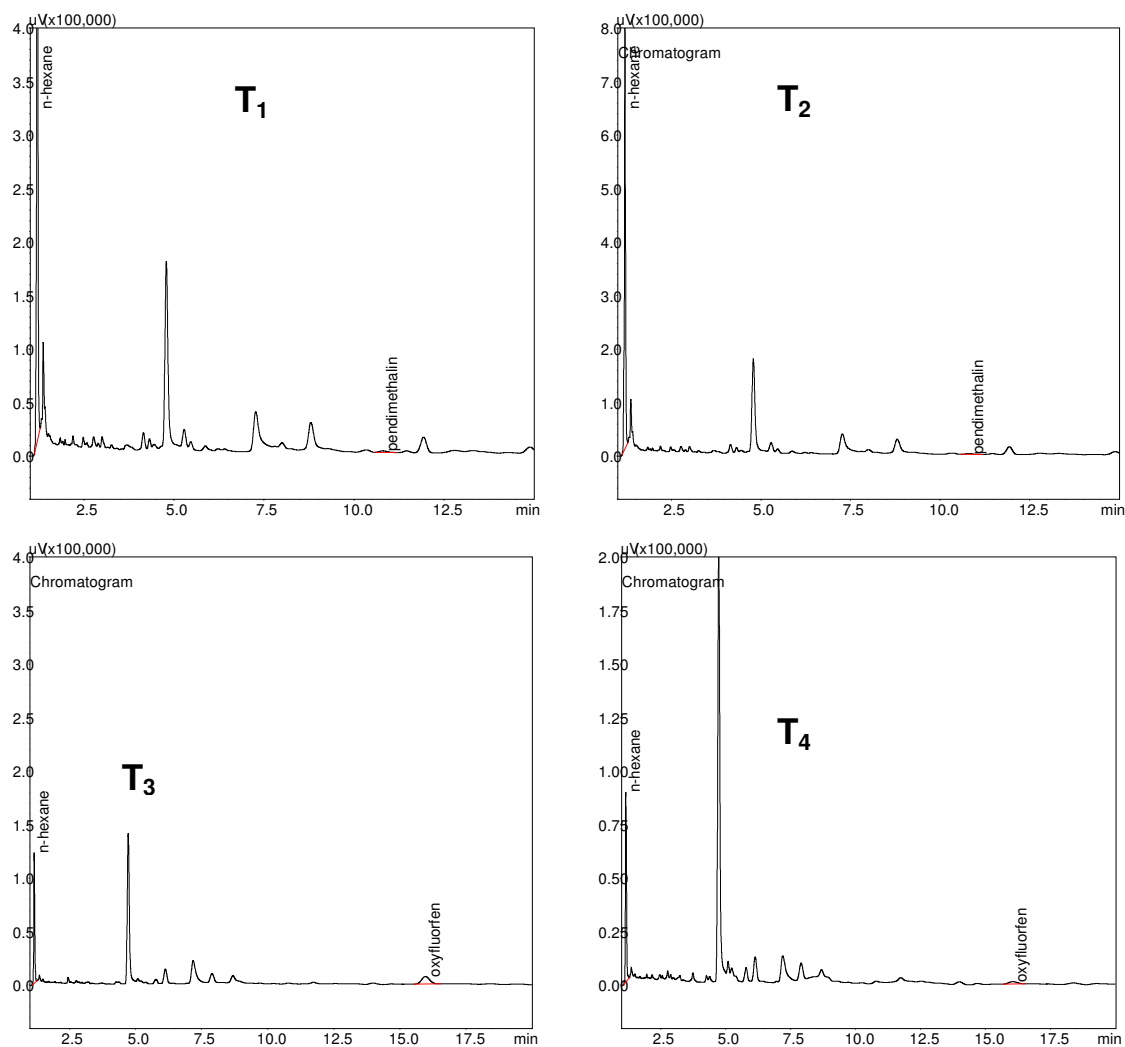 µV(x100,000)
4.0
n-hexane
3.5
T1
3.0
2.5
2.0
1.5
1.0
pendimethalin
0.5
0.0
2.5 5.0 7.5 10.0 12.5 min
µV(x100,000)
8.0
Chromatogram
n-hexane
7.0
T2
6.0
5.0
4.0
3.0
2.0
1.0
pendimethalin
0.0
2.5 5.0 7.5 10.0 12.5 min
µV(x100,000)
4.0
Chromatogram
3.5
3.0
2.5
2.0
T3
1.5
n-hexane
1.0
0.5
oxyfluorfen
0.0
2.5 5.0 7.5 10.0 12.5 15.0 17.5 min
µV(x100,000)
2.00
Chromatogram
1.75
1.50
1.25
T4
1.00
n-hexane
0.75
0.50
0.25
oxyfluorfen
0.00
2.5 5.0 7.5 10.0 12.5 15.0 17.5 min